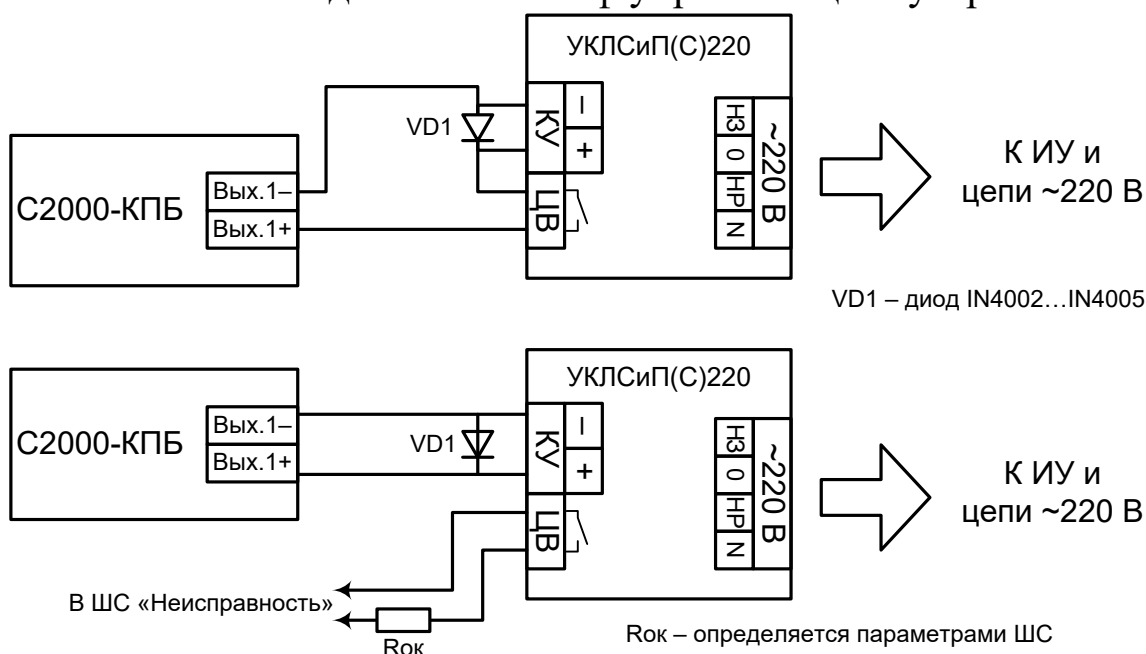 УКЛСиП(С)220
VD1
КУ
–
+
НЗ
0
НР
N
~220 В
С2000-КПБ
Вых.1–
Вых.1+
ЦВ
К ИУ и
цепи ~220 В
VD1 – диод IN4002...IN4005
УКЛСиП(С)220
С2000-КПБ
Вых.1–
Вых.1+
VD1
КУ
–
+
ЦВ
НЗ
0
НР
N
~220 В
К ИУ и
цепи ~220 В
В ШС «Неисправность»
Rок
Rок – определяется параметрами ШС